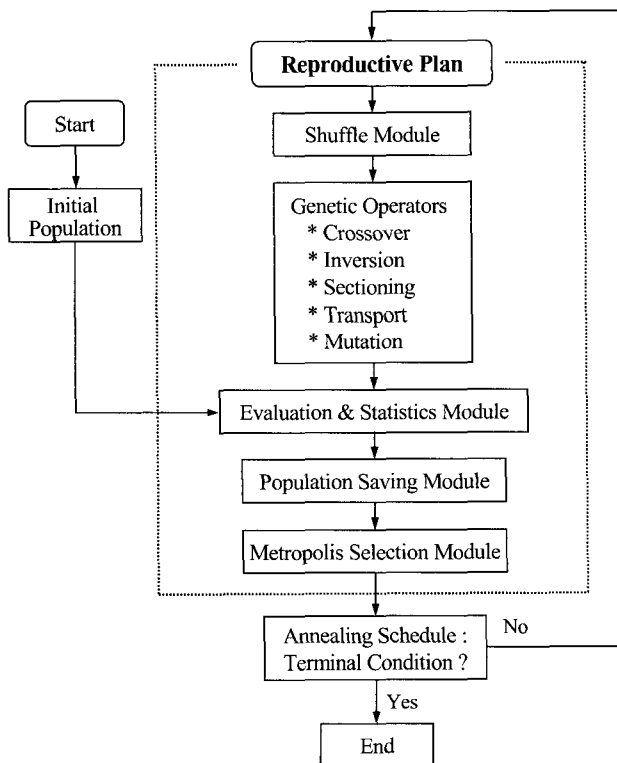 Reproductive Plan
Start
Shuffle Module
Initial
Population
Genetic Operators
* Crossover
* Inversion
* Sectioning
* Transport
* Mutation
Evaluation & Statistics Module
Population Saving Module
Metropolis Selection Module
Annealing Schedule :
Terminal Condition ?
No
Yes
End